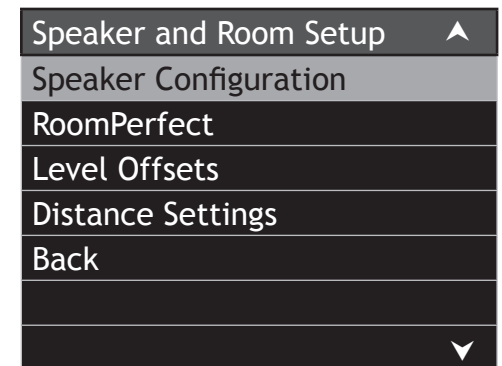 Speaker and Room Setup
Speaker Configuration
RoomPerfect
Level Offsets
Distance Settings
Back